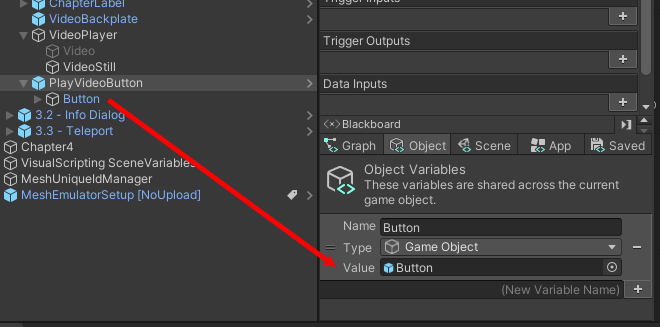 ChapterLabel
VideoBackplate
VideoPlayer
Video
VideoStill
PlayVideoButton
Button
3.2 - Info Dialog
3.3 - Teleport
Chapter4
VisualScripting SceneVariables
MeshUniqueIdManager
MeshEmulatorSetup [NoUpload]
Trigger Inputs
Trigger Outputs
Data Inputs
<×> Blackboard
Graph Object Scene App Saved
Object Variables
These variables are shared across the current
game object.
Name Button
Type Game Object
Value Button
(New Variable Name)